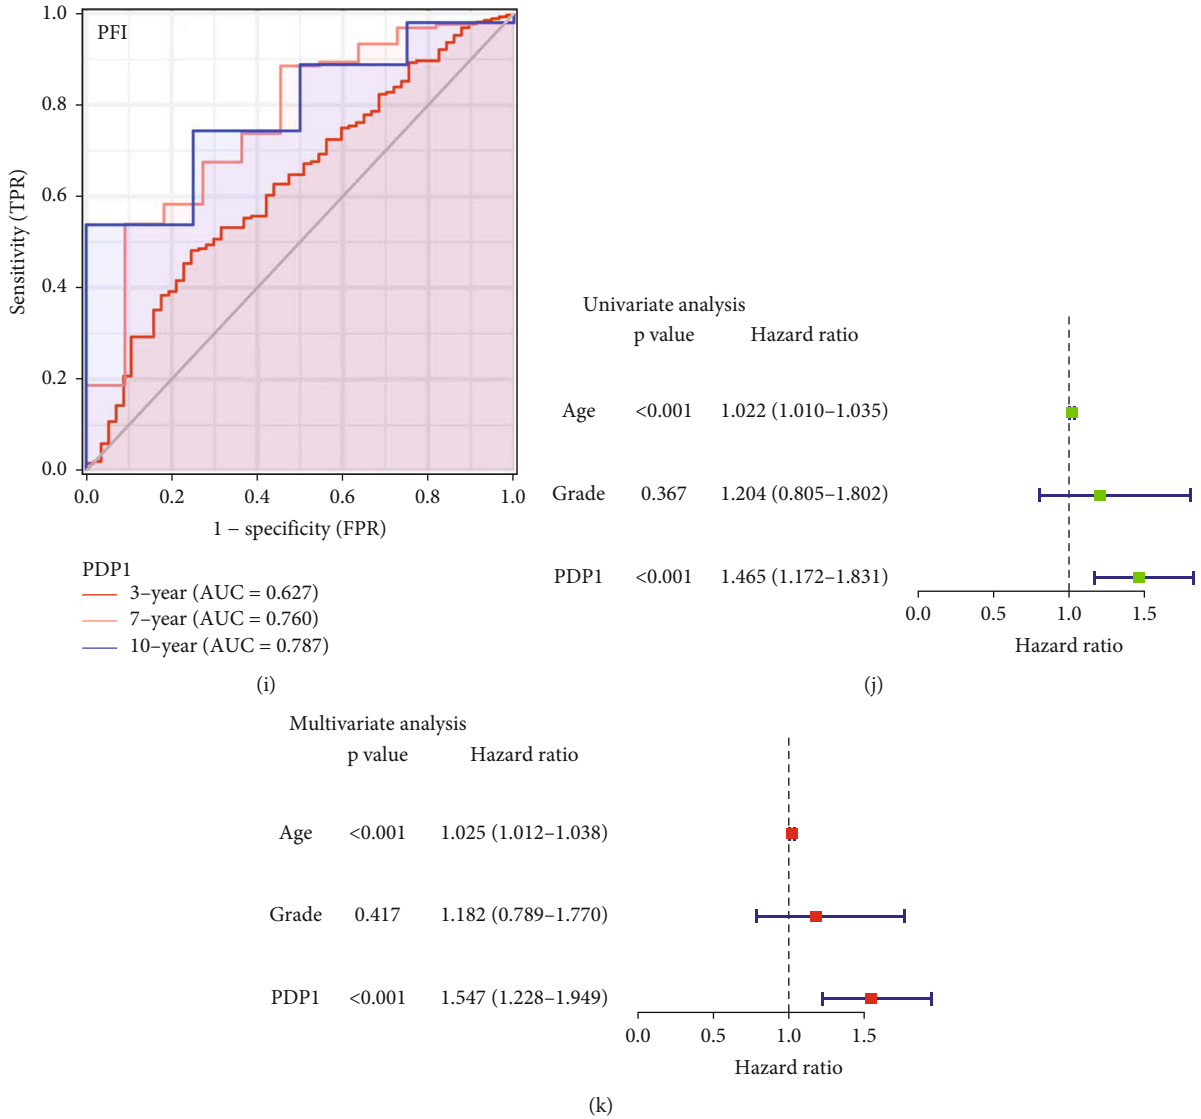 PFI
1.0
0.8
0.6
0.4
0.2
0.0
Sensitivity (TPR)
0.0 0.2 0.4 0.6 0.8 1.0
1 − specificity (FPR)
PDP1
3−year (AUC = 0.627)
7−year (AUC = 0.760)
10−year (AUC = 0.787)
(i)
Univariate analysis
p value Hazard ratio
Age <0.001 1.022 (1.010–1.035)
Grade 0.367 1.204 (0.805–1.802)
PDP1 <0.001 1.465 (1.172–1.831)
0.0 0.5 1.0 1.5
Hazard ratio
(j)
Multivariate analysis
p value Hazard ratio
Age <0.001 1.025 (1.012–1.038)
Grade 0.417 1.182 (0.789–1.770)
PDP1 <0.001 1.547 (1.228–1.949)
0.0 0.5 1.0 1.5
Hazard ratio
(k)